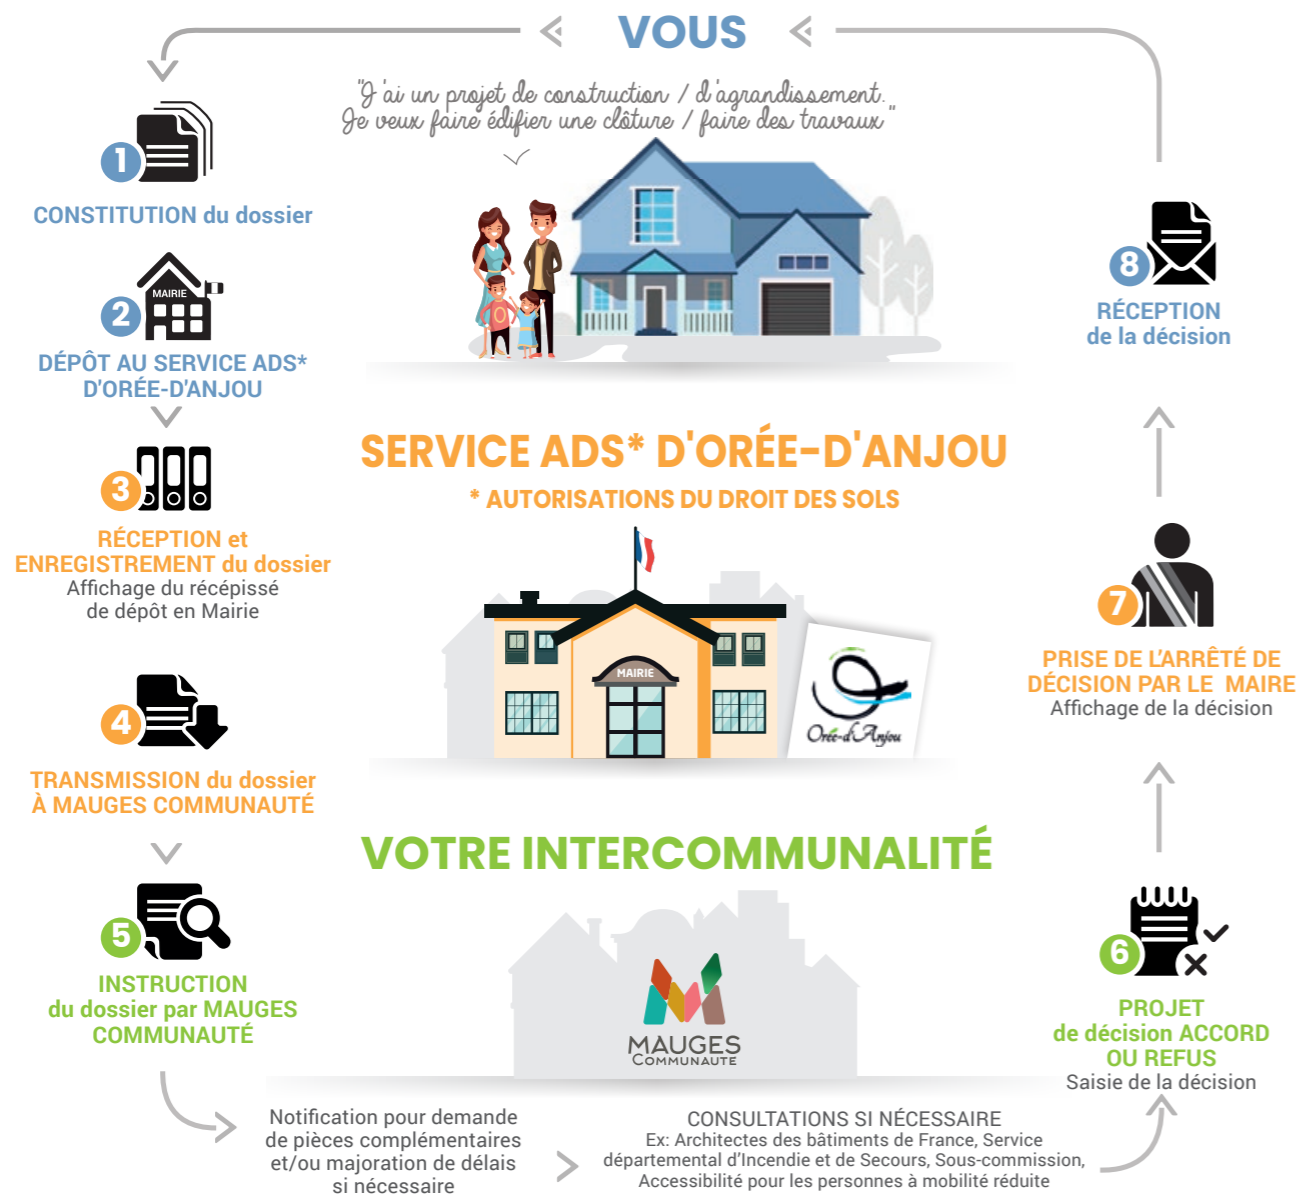 VOUS
"J'ai un projet de construction / d'agrandissement.
Je veux faire édifier une clôture / faire des travaux"
1
CONSTITUTION du dossier
MAIRIE
2
DÉPÔT AU SERVICE ADS*
D'ORÉE-D'ANJOU
3
RÉCEPTION et
ENREGISTREMENT du dossier
Affichage du récépissé
de dépôt en Mairie
4
TRANSMISSION du dossier
À MAUGES COMMUNAUTÉ
5
INSTRUCTION
du dossier par MAUGES
COMMUNAUTÉ
Notification pour demande
de pièces complémentaires
et/ou majoration de délais
si nécessaire
CONSULTATIONS SI NÉCESSAIRE
Ex: Architectes des bâtiments de France, Service
départemental d'Incendie et de Secours, Sous-commission,
Accessibilité pour les personnes à mobilité réduite
6
PROJET
de décision ACCORD
OU REFUS
Saisie de la décision
7
PRISE DE L'ARRÊTÉ DE
DÉCISION PAR LE MAIRE
Affichage de la décision
8
RÉCEPTION
de la décision
SERVICE ADS* D'ORÉE-D'ANJOU
* AUTORISATIONS DU DROIT DES SOLS
MAIRIE
Orée-d'Anjou
VOTRE INTERCOMMUNALITÉ
MAUGES
COMMUNAUTE